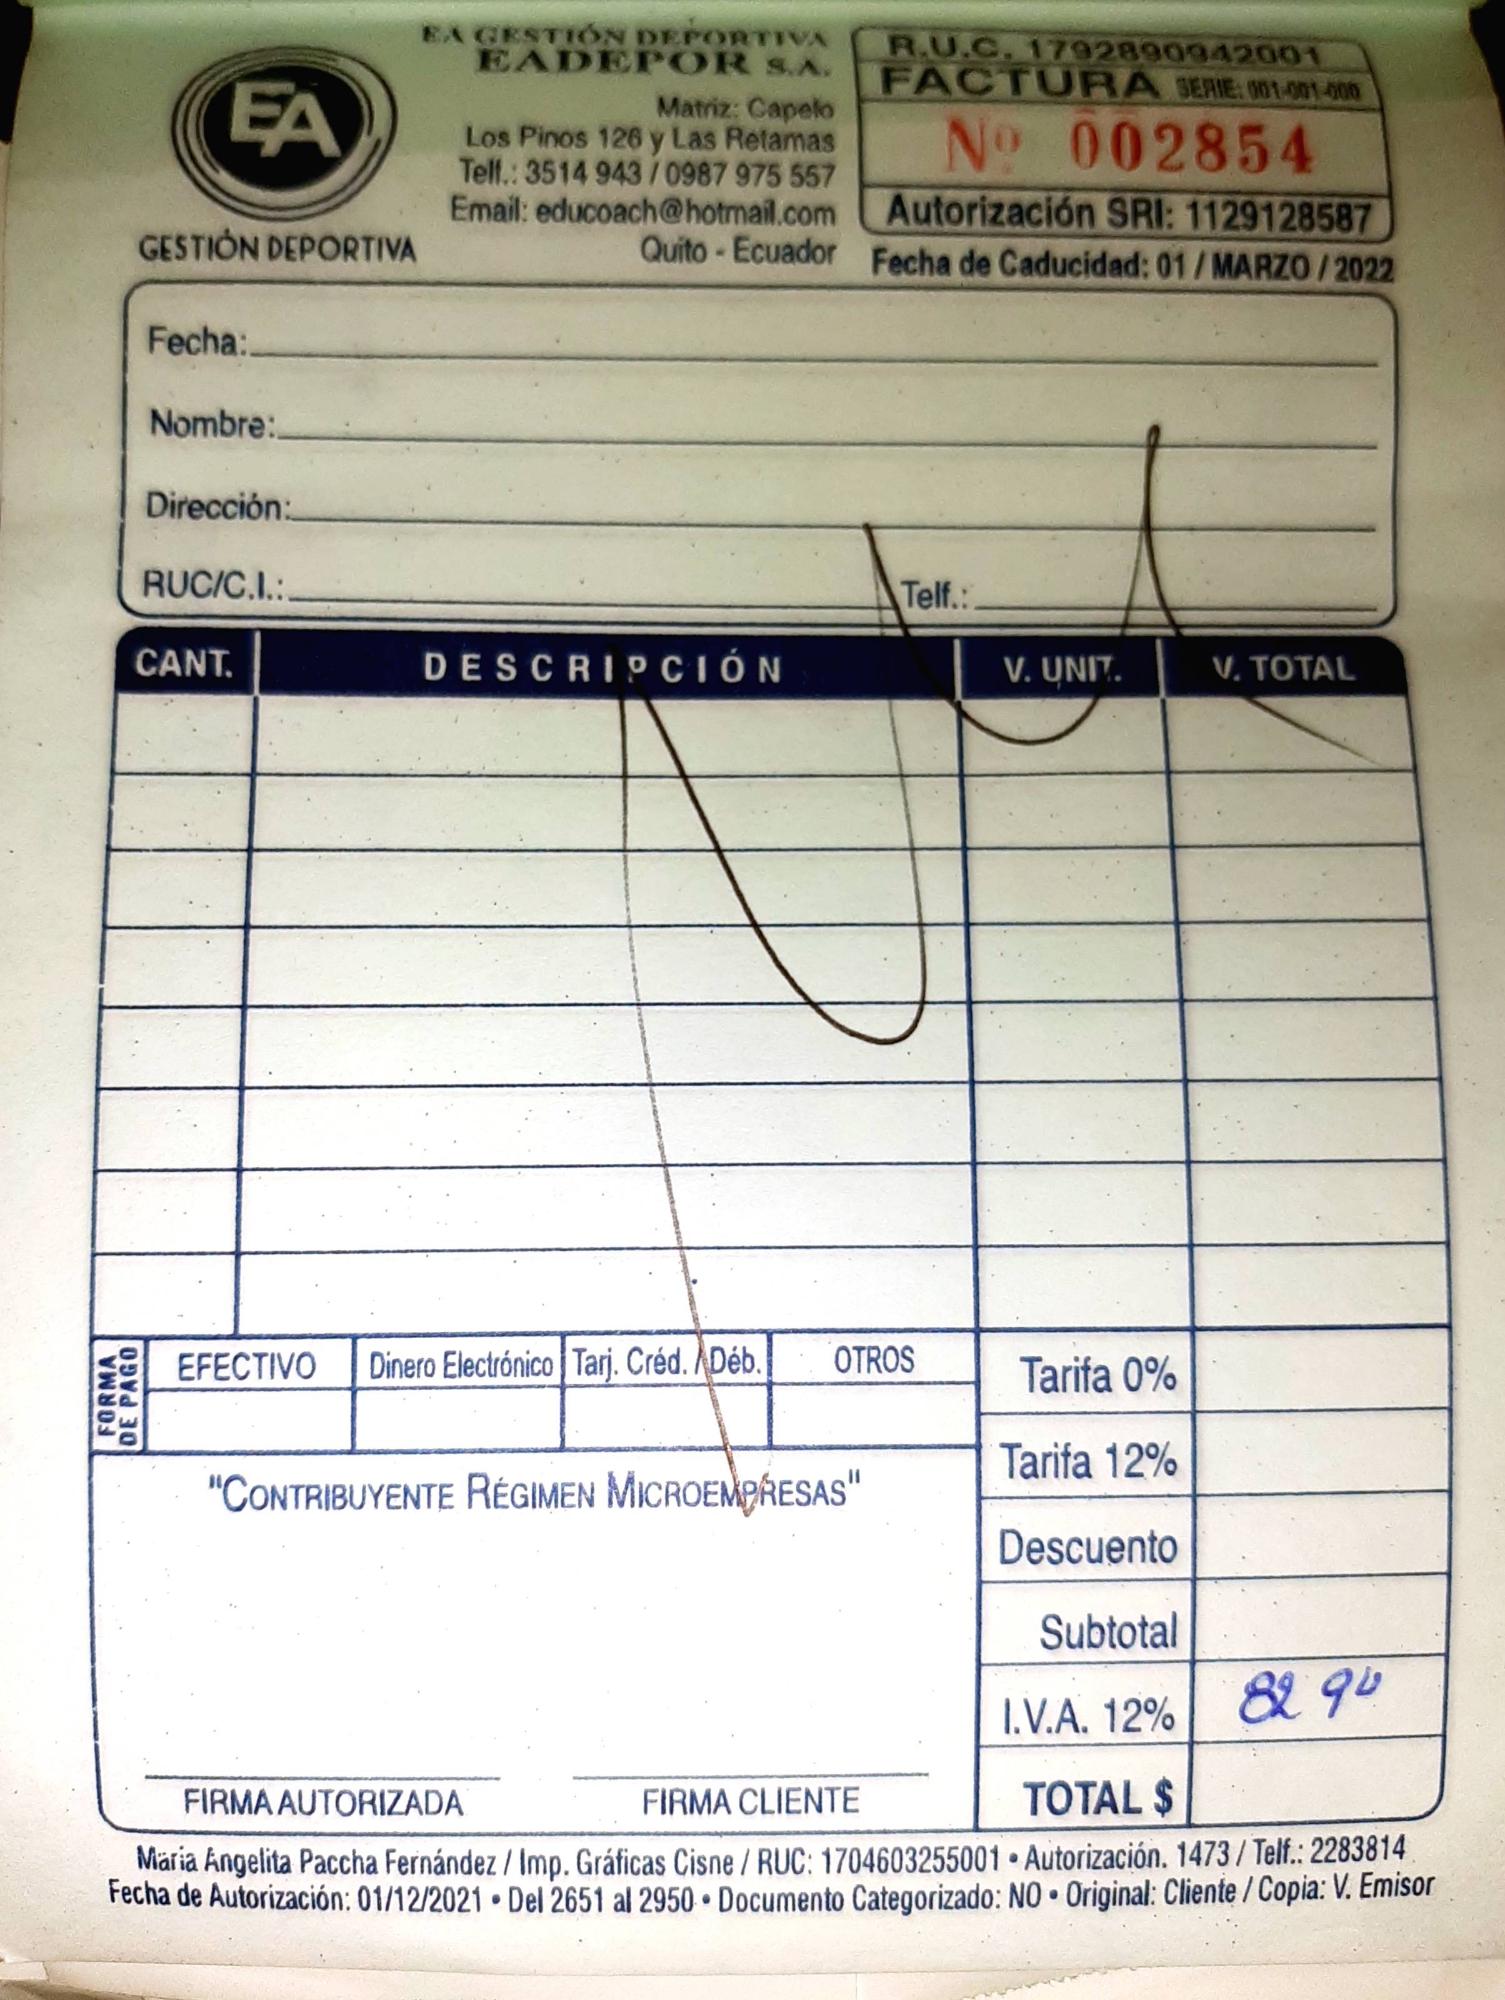 EA
GESTIÓN DEPORTIVA
EA GESTIÓN DEPORTIVA
EADEPOR S.A.
Matriz: Capelo
Los Pinos 126 y Las Retamas
Telf.: 3514 943 / 0987 975 557
Email: educoach@hotmail.com
Quito - Ecuador
R.U.C. 1792890942001
FACTURA SERIE: 001-001-000
Nº 002854
Autorización SRI: 1129128587
Fecha de Caducidad: 01 / MARZO / 2022
Fecha:
Nombre:
Dirección:
RUC/C.I.: Telf.:
CANT. DESCRIPCIÓN V. UNIT. V. TOTAL
FORMA DE PAGO
EFECTIVO Dinero Electrónico Tarj. Créd. / Déb. OTROS
Tarifa 0%
Tarifa 12%
"CONTRIBUYENTE RÉGIMEN MICROEMPRESAS"
Descuento
Subtotal
I.V.A. 12% 82 90
FIRMA AUTORIZADA FIRMA CLIENTE TOTAL $
Maria Angelita Paccha Fernández / Imp. Gráficas Cisne / RUC: 1704603255001 • Autorización. 1473 / Telf.: 2283814
Fecha de Autorización: 01/12/2021 • Del 2651 al 2950 • Documento Categorizado: NO • Original: Cliente / Copia: V. Emisor